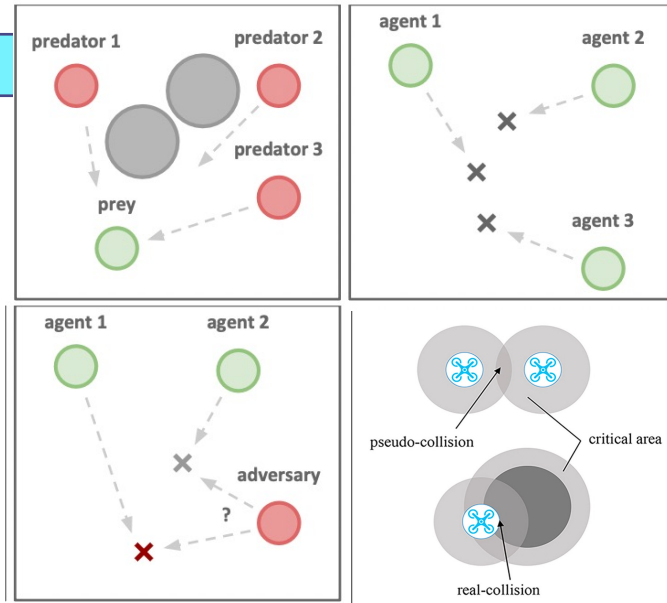 predator 1
predator 2
predator 3
prey
agent 1
agent 2
agent 3
agent 1
agent 2
adversary
?
pseudo-collision
critical area
real-collision